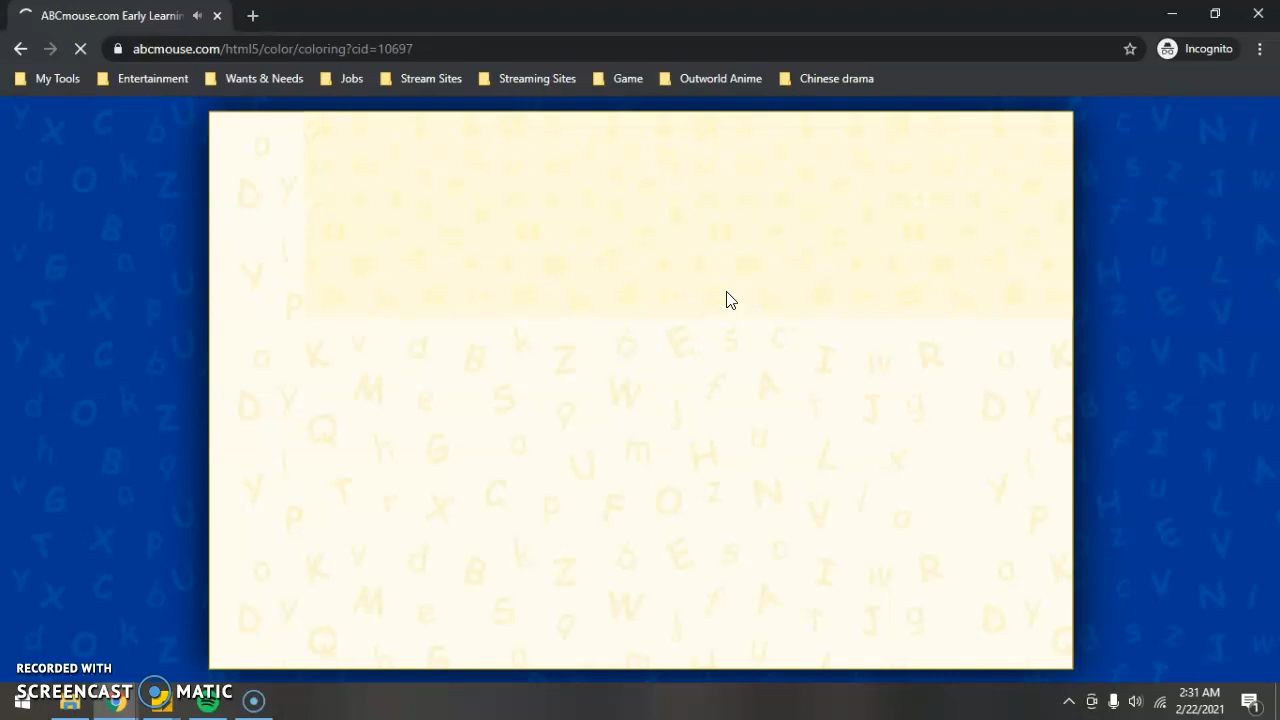 ABCmouse.com Early Learnin
abcmouse.com/html5/color/coloring?cid=10697
Incognito
My Tools Entertainment Wants & Needs Jobs Stream Sites Streaming Sites Game Outworld Anime Chinese drama
RECORDED WITH
SCREENCAST MATIC
2:31 AM
2/22/2021
1